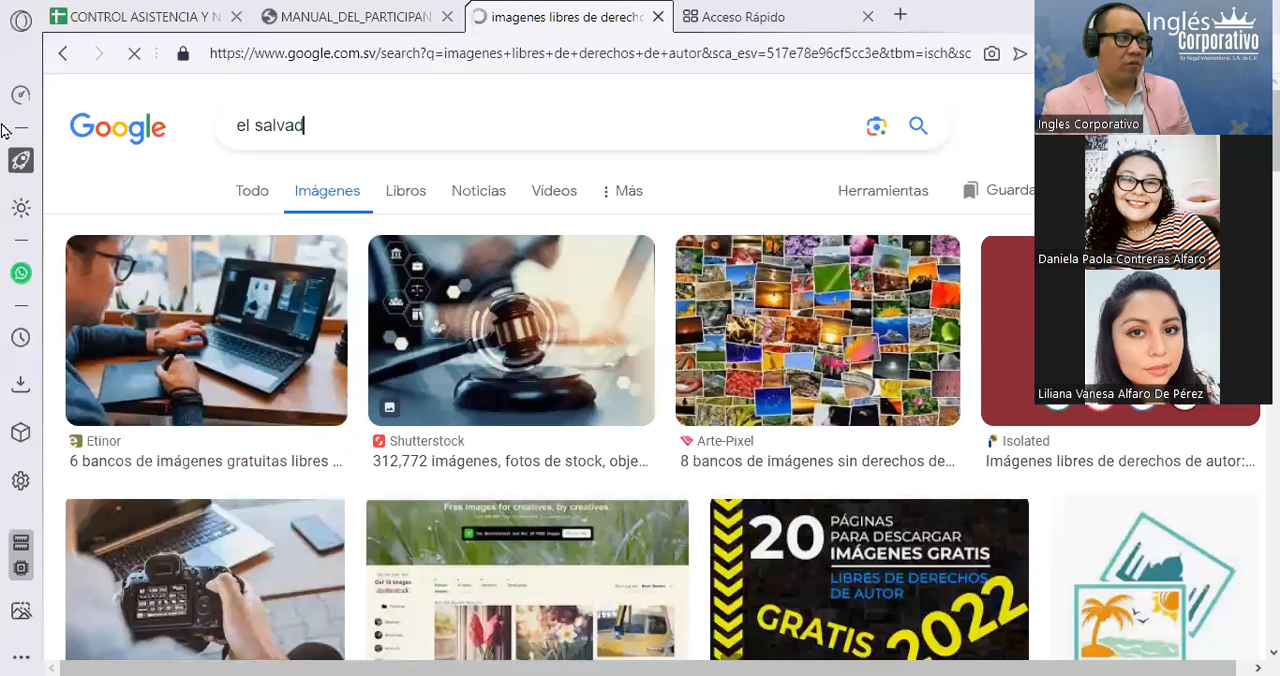 CONTROL ASISTENCIA Y N
MANUAL_DEL_PARTICIPAN
imagenes libres de derecho
Acceso Rápido
https://www.google.com.sv/search?q=imagenes+libres+de+derechos+de+autor&sca_esv=517e78e96cf5cc3e&tbm=isch&sc
Google
el salvad
Todo
Imágenes
Libros
Noticias
Vídeos
Más
Herramientas
Guarda
Inglés
Corporativo
By Regal International, S.A. de C.V.
Ingles Corporativo
Daniela Paola Contreras Alfaro
Liliana Vanesa Alfaro De Pérez
Etinor
6 bancos de imágenes gratuitas libres ...
Shutterstock
312,772 imágenes, fotos de stock, obje...
Arte-Pixel
8 bancos de imágenes sin derechos de...
Isolated
Imágenes libres de derechos de autor:...
Free images for creatives, by creatives.
20 PÁGINAS
PARA DESCARGAR
IMÁGENES GRATIS
LIBRES DE DERECHOS
DE AUTOR
GRATIS 2022